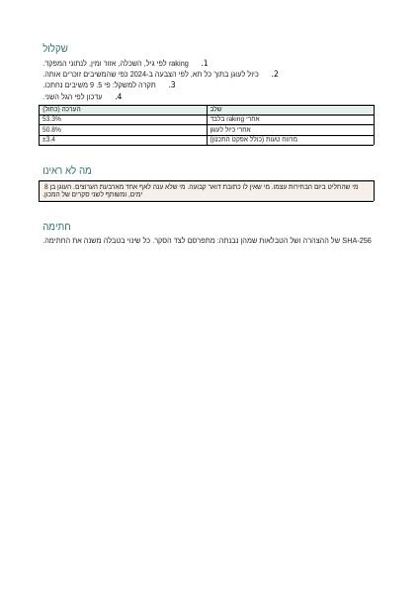 שקלול
1. raking לפי גיל, השכלה, אזור ומין, לנתוני המפקד.
2. כיול לעוגן בתוך כל תא, לפי הצבעה ב-2024 כפי שהמשיבים זוכרים אותה.
3. תקרה למשקל: פי 5. 9 משיבים נחתכו.
4. עדכון לפי הגל השני.
שלב הערכה (כחול)
אחרי raking בלבד 53.3%
אחרי כיול לעוגן 50.8%
מרווח טעות (כולל אפקט התכנון) ±3.4
מה לא ראינו
מי שהחליט ביום הבחירות עצמו. מי שאין לו כתובת דואר קבועה. מי שלא ענה לאף אחד מארבעת הערוצים. העוגן בן 8
ימים, ומשותף לשני סקרים של המכון.
חתימה
SHA-256 של ההצהרה ושל הטבלאות שמהן נבנתה: מתפרסם לצד הסקר. כל שינוי בטבלה משנה את החתימה.